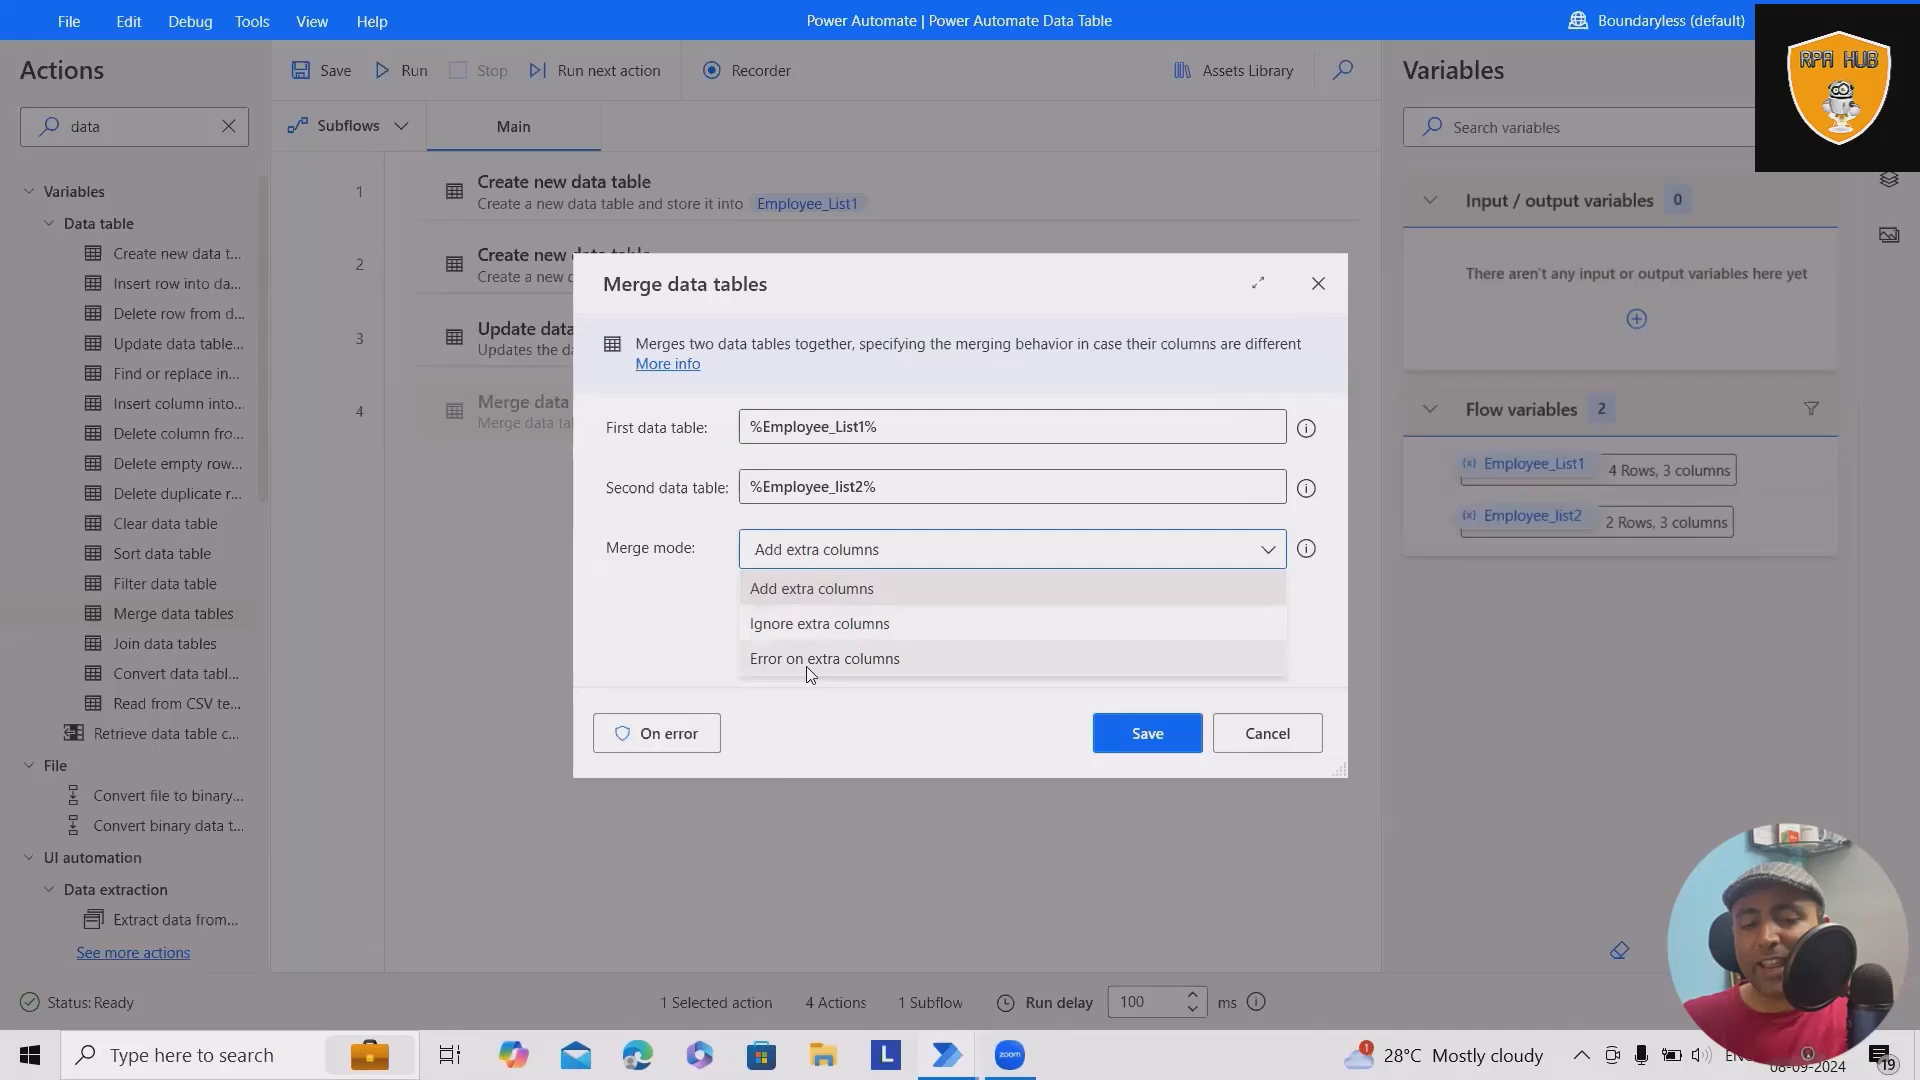 File Edit Debug Tools View Help
Power Automate | Power Automate Data Table
Boundaryless (default)
RPA HUB
Actions
Save Run Stop Run next action Recorder
Assets Library
Variables
data
Subflows
Main
Search variables
Variables
Data table
Create new data t...
Insert row into da...
Delete row from d...
Update data table...
Find or replace in...
Insert column into...
Delete column fro...
Delete empty row...
Delete duplicate r...
Clear data table
Sort data table
Filter data table
Merge data tables
Join data tables
Convert data tabl...
Read from CSV te...
Retrieve data table c...
File
Convert file to binary...
Convert binary data t...
UI automation
Data extraction
Extract data from...
See more actions
1
Create new data table
Create a new data table and store it into Employee_List1
2
Create new
Create a new
3
Update data
Updates the da
4
Merge data
Merge data tal
Merge data tables
Merges two data tables together, specifying the merging behavior in case their columns are different
More info
First data table: %Employee_List1%
Second data table: %Employee_list2%
Merge mode: Add extra columns
Add extra columns
Ignore extra columns
Error on extra columns
On error
Save
Cancel
Input / output variables 0
There aren't any input or output variables here yet
Flow variables 2
(x) Employee_List1 4 Rows, 3 columns
(x) Employee_list2 2 Rows, 3 columns
Status: Ready
1 Selected action 4 Actions 1 Subflow Run delay 100 ms
Type here to search
L
zoom
1
28°C Mostly cloudy
08-09-2024
19